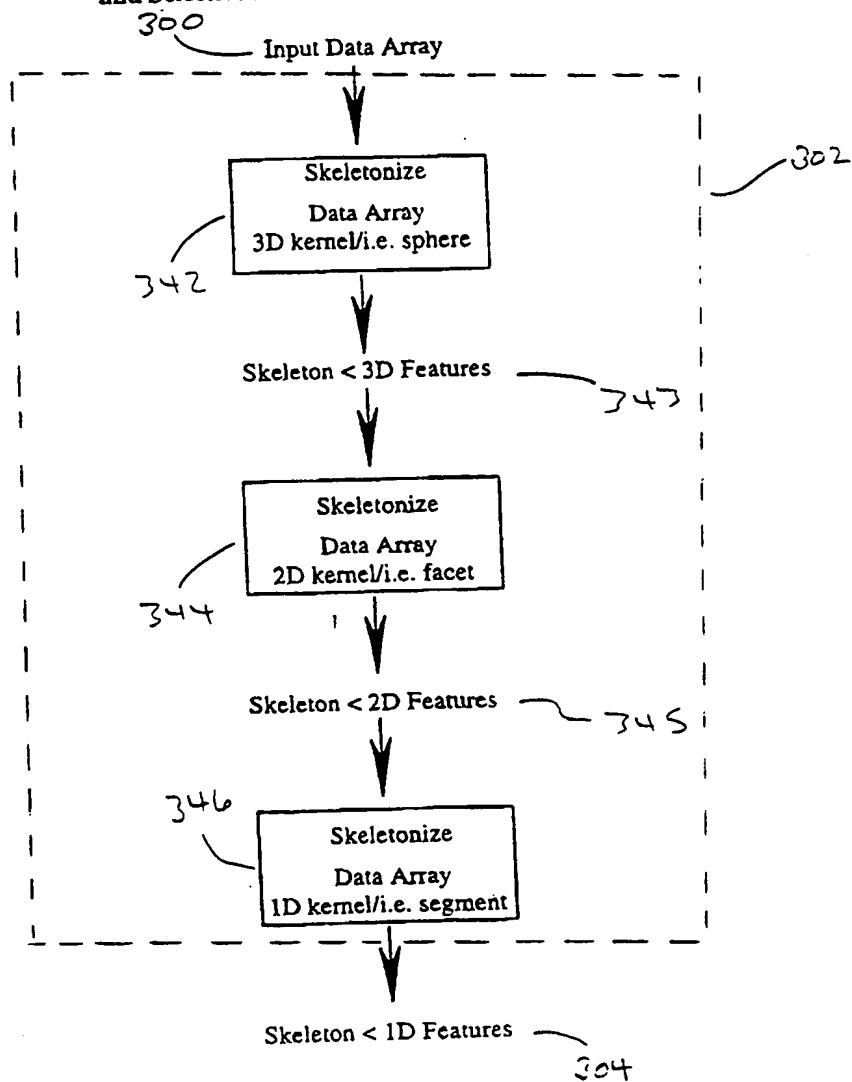 and
300
Input Data Array
302
Skeletonize
Data Array
3D kernel/i.e. sphere
342
Skeleton < 3D Features
343
Skeletonize
Data Array
2D kernel/i.e. facet
344
Skeleton < 2D Features
345
346
Skeletonize
Data Array
1D kernel/i.e. segment
Skeleton < 1D Features
304